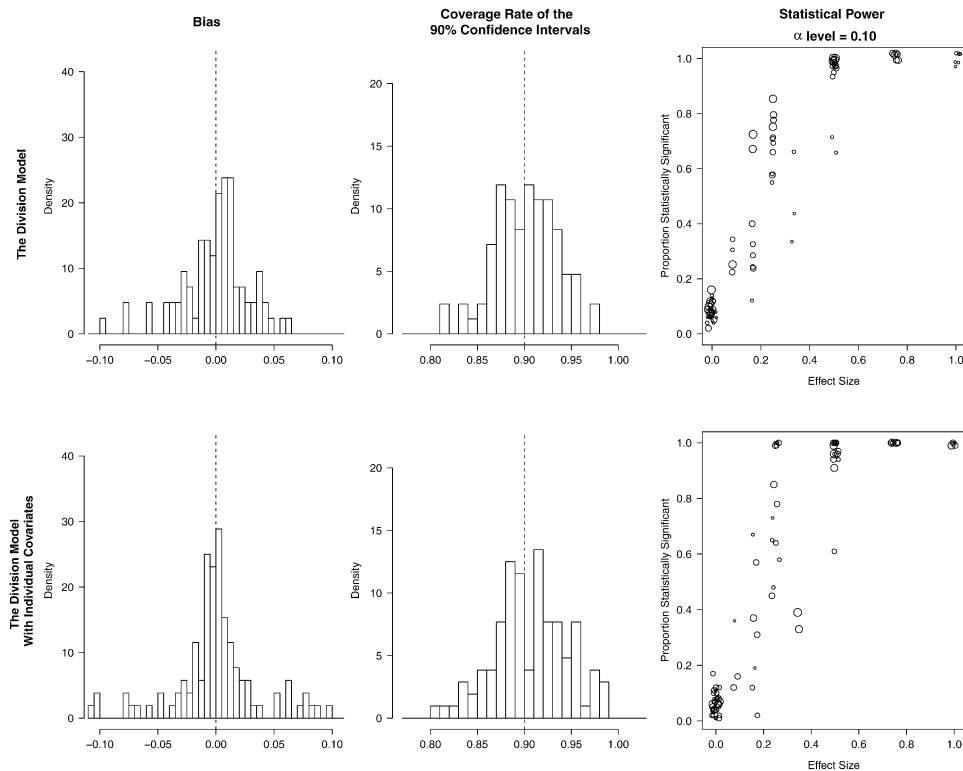 Bias
Coverage Rate of the
90% Confidence Intervals
Statistical Power
α level = 0.10
The Division Model
Density
40
30
20
10
0
−0.10 −0.05 0.00 0.05 0.10
Density
20
15
10
5
0
0.80 0.85 0.90 0.95 1.00
Proportion Statistically Significant
1.0
0.8
0.6
0.4
0.2
0.0
0.0 0.2 0.4 0.6 0.8 1.0
Effect Size
The Division Model
With Individual Covariates
Density
40
30
20
10
0
−0.10 −0.05 0.00 0.05 0.10
Density
20
15
10
5
0
0.80 0.85 0.90 0.95 1.00
Proportion Statistically Significant
1.0
0.8
0.6
0.4
0.2
0.0
0.0 0.2 0.4 0.6 0.8 1.0
Effect Size